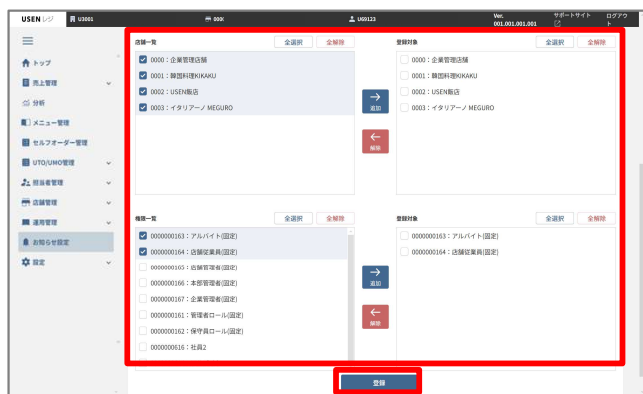 USEN レジ U3001 000X U69123 Ver. 001.001.001.001 サポートサイト ログアウト
トップ
売上管理
分析
メニュー管理
セルフオーダー管理
UTO/UMO管理
担当者管理
店舗管理
運用管理
お知らせ設定
設定
店舗一覧 全選択 全解除
0000：企業管理店舗
0001：韓国料理KIKAKU
0002：USEN飯店
0003：イタリアーノ MEGURO
追加
解除
登録対象 全選択 全解除
0000：企業管理店舗
0001：韓国料理KIKAKU
0002：USEN飯店
0003：イタリアーノ MEGURO
権限一覧 全選択 全解除
0000000163：アルバイト(固定)
0000000164：店舗従業員(固定)
0000000165：店舗管理者(固定)
0000000166：本部管理者(固定)
0000000167：企業管理者(固定)
0000000161：管理者ロール(固定)
0000000162：保守員ロール(固定)
0000000616：社員2
追加
解除
登録対象 全選択 全解除
0000000163：アルバイト(固定)
0000000164：店舗従業員(固定)
登録